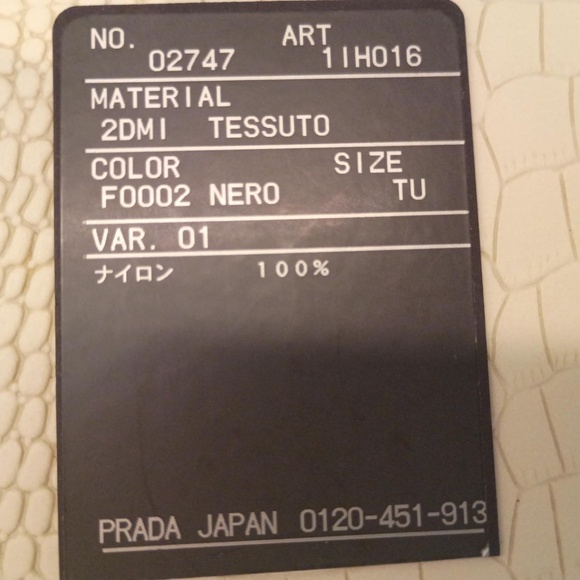 NO. ART
02747 1IH016
MATERIAL
2DMI TESSUTO
COLOR SIZE
F0002 NERO TU
VAR. 01
ナイロン 100%
PRADA JAPAN 0120-451-913